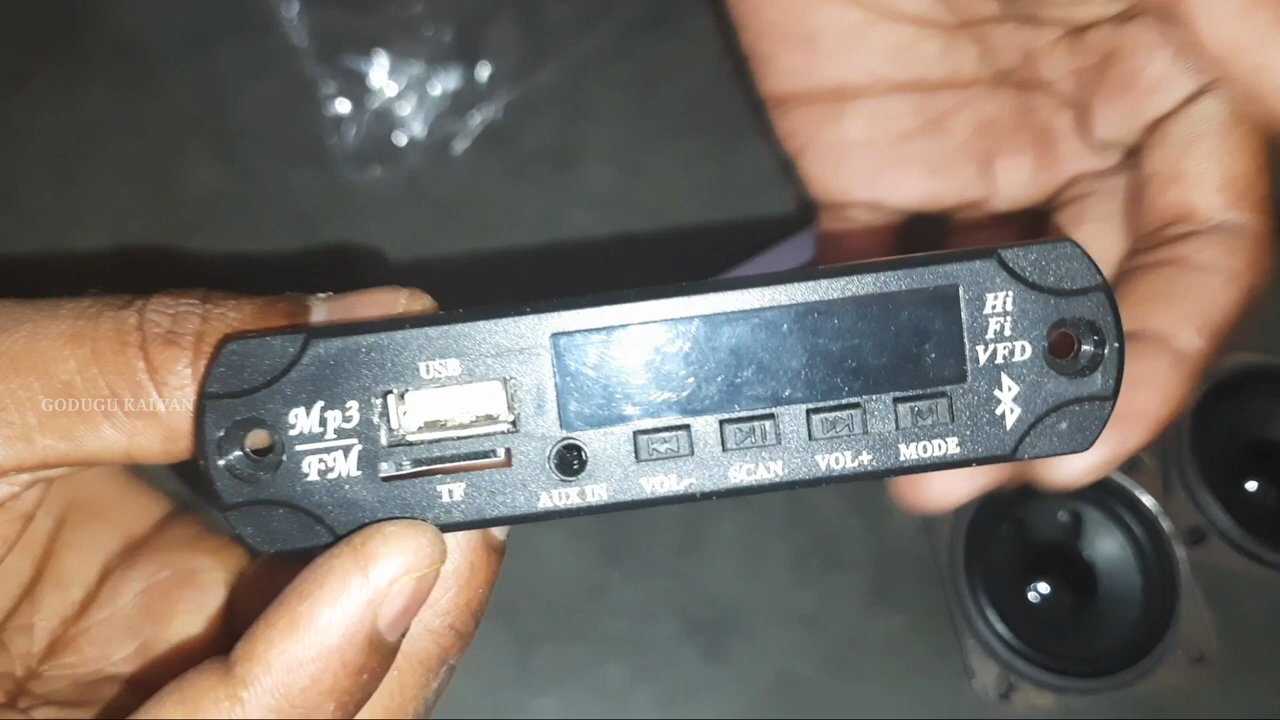 Hi
Fi
VFD
USB
Mp3
FM
TF
AUX IN
VOL-
SCAN
VOL+
MODE
GODUGU KALYAN